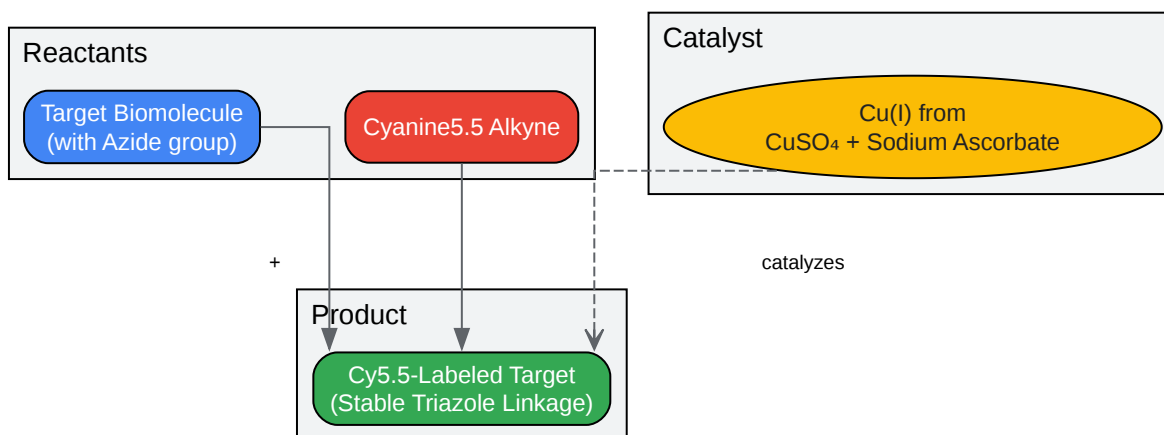 Reactants
Target Biomolecule
(with Azide group)
Cyanine5.5 Alkyne
Catalyst
Cu(I) from
CuSO₄ + Sodium Ascorbate
+
catalyzes
Product
Cy5.5-Labeled Target
(Stable Triazole Linkage)